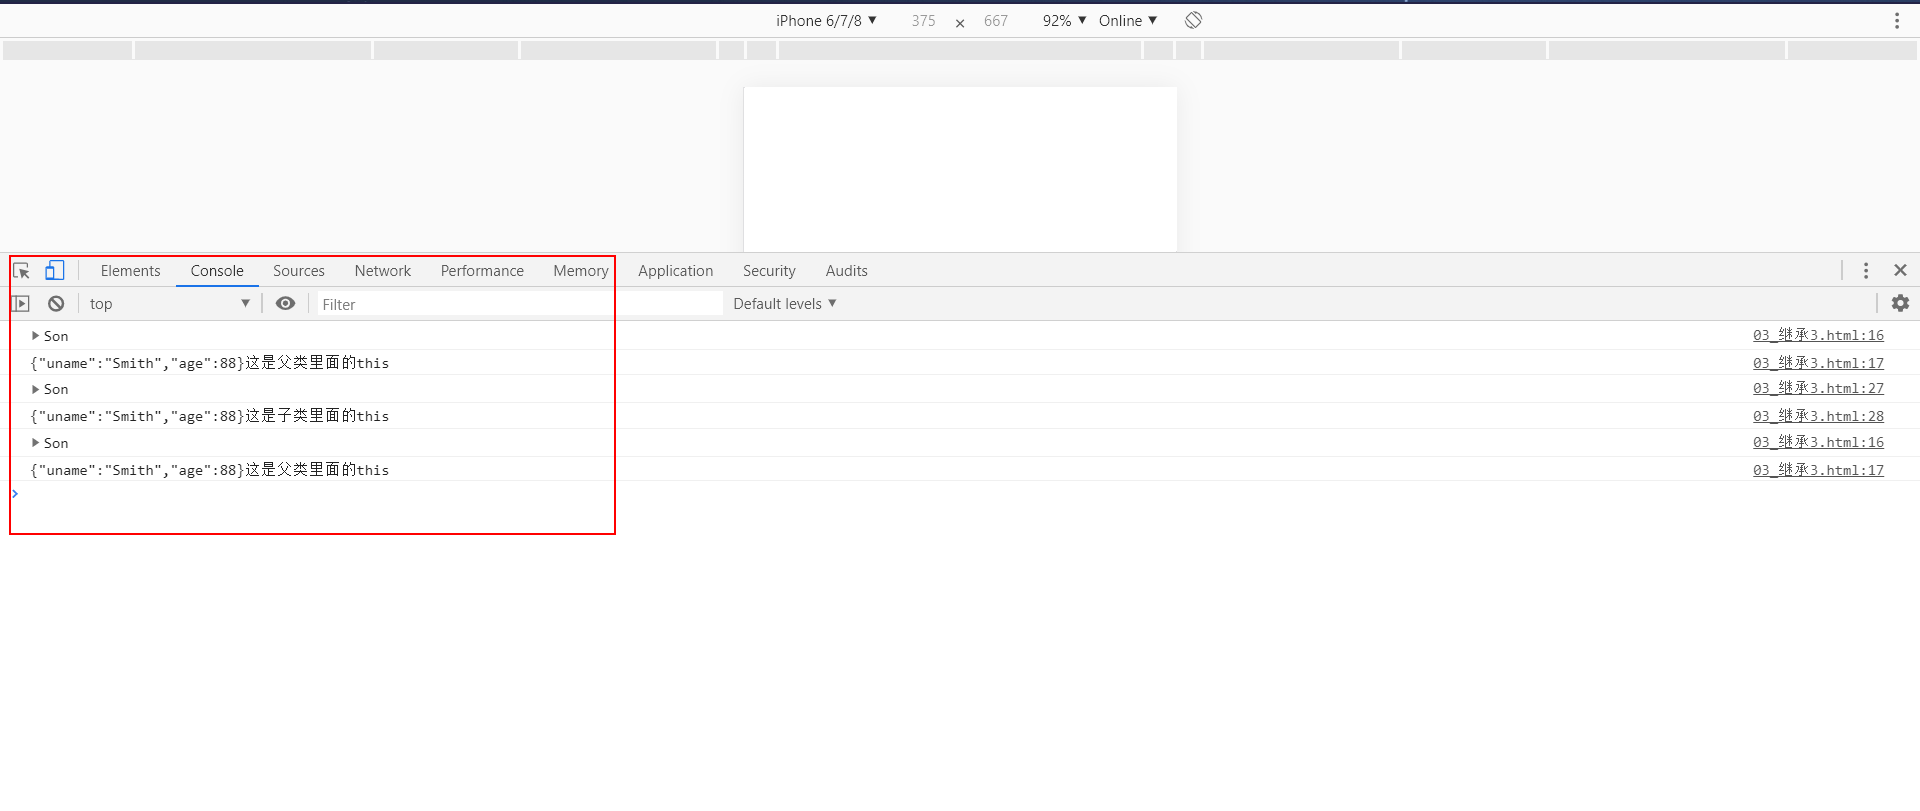 iPhone 6/7/8 ▼ 375 × 667 92% ▼ Online ▼
Elements Console Sources Network Performance Memory Application Security Audits
top ▼ Filter Default levels ▼
▶ Son 03_继承3.html:16
{"uname":"Smith","age":88}这是父类里面的this 03_继承3.html:17
▶ Son 03_继承3.html:27
{"uname":"Smith","age":88}这是子类里面的this 03_继承3.html:28
▶ Son 03_继承3.html:16
{"uname":"Smith","age":88}这是父类里面的this 03_继承3.html:17